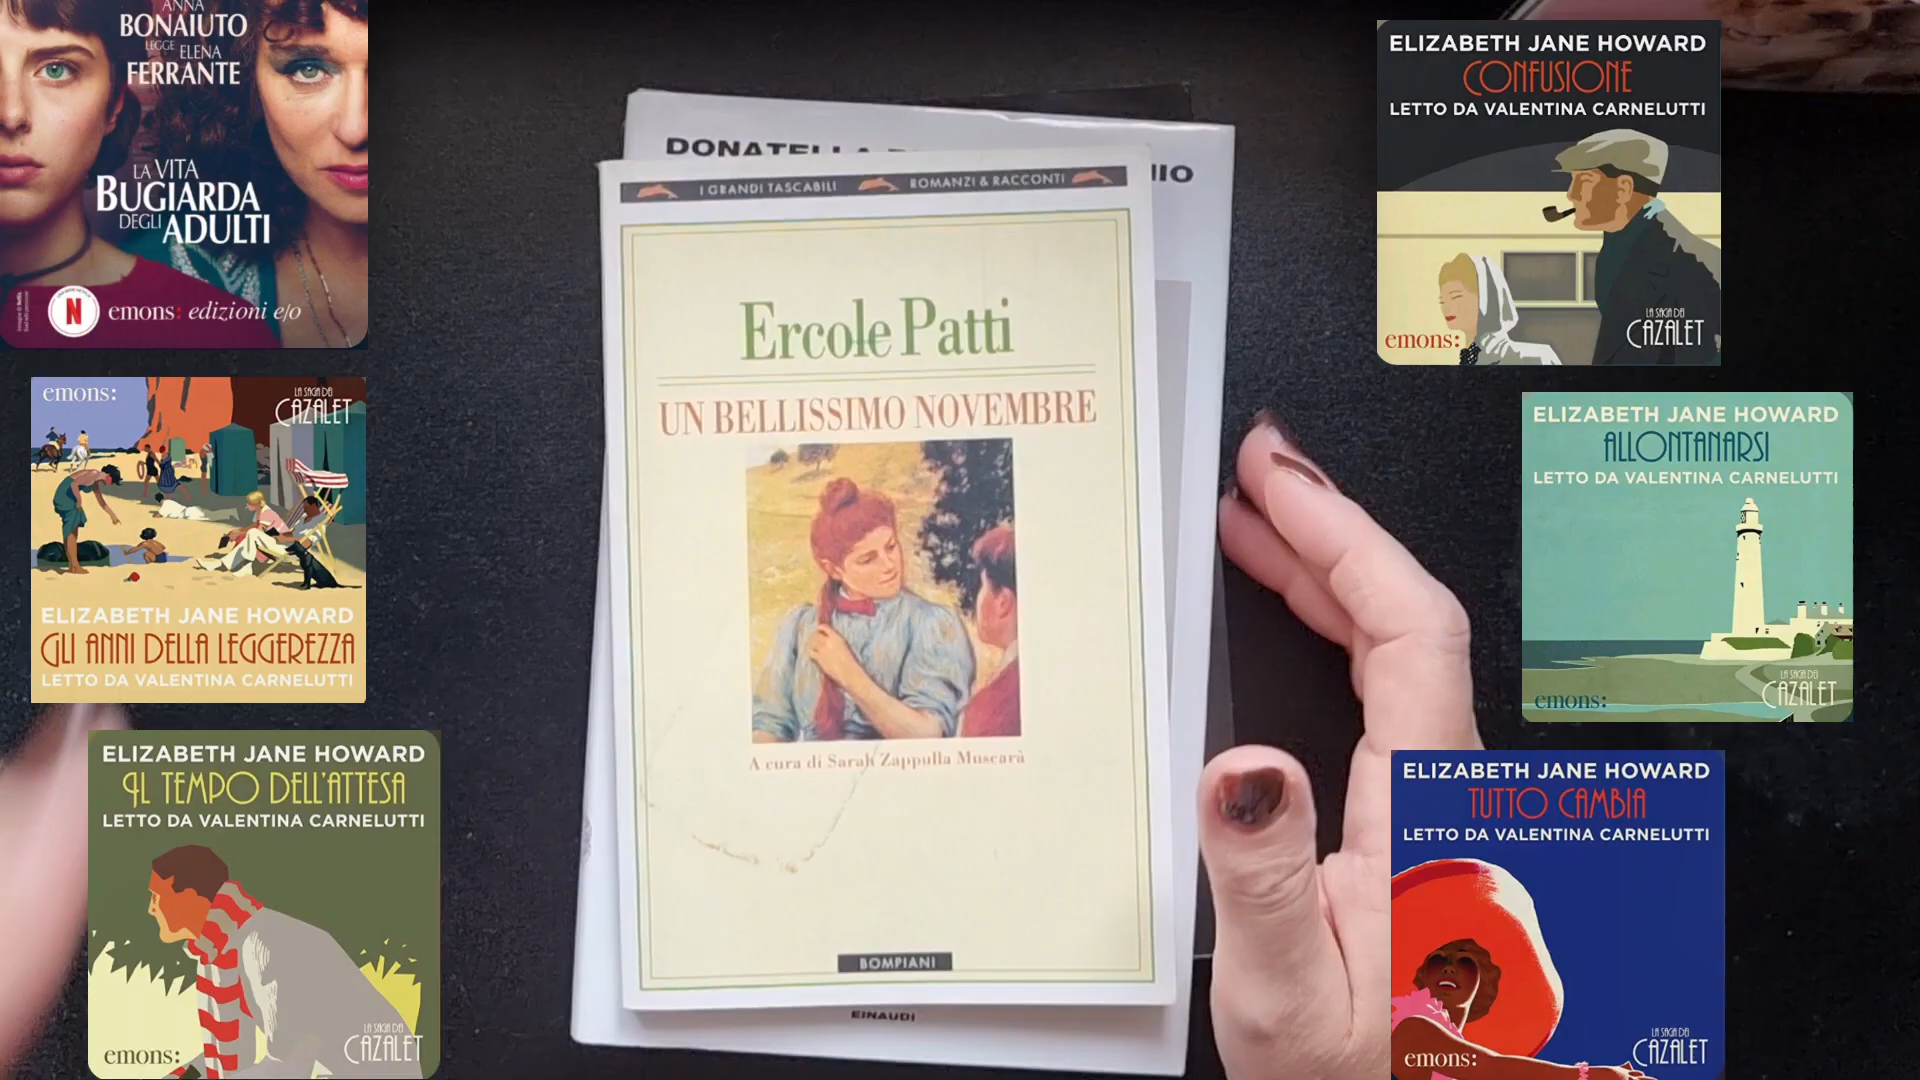 ANNA
BONAIUTO
LEGGE ELENA
FERRANTE
LA VITA
BUGIARDA
DEGLI ADULTI
N
emons: edizioni e/o
emons:
LA SAGA DEI
CAZALET
ELIZABETH JANE HOWARD
GLI ANNI DELLA LEGGEREZZA
LETTO DA VALENTINA CARNELUTTI
ELIZABETH JANE HOWARD
IL TEMPO DELL'ATTESA
LETTO DA VALENTINA CARNELUTTI
LA SAGA DEI
CAZALET
emons:
DONATELLA
I GRANDI TASCABILI
ROMANZI & RACCONTI
Ercole Patti
UN BELLISSIMO NOVEMBRE
A cura di Sarah Zappulla Muscarà
BOMPIANI
EINAUDI
ELIZABETH JANE HOWARD
CONFUSIONE
LETTO DA VALENTINA CARNELUTTI
LA SAGA DEI
CAZALET
emons:
ELIZABETH JANE HOWARD
ALLONTANARSI
LETTO DA VALENTINA CARNELUTTI
LA SAGA DEI
CAZALET
emons:
ELIZABETH JANE HOWARD
TUTTO CAMBIA
LETTO DA VALENTINA CARNELUTTI
LA SAGA DEI
CAZALET
emons: